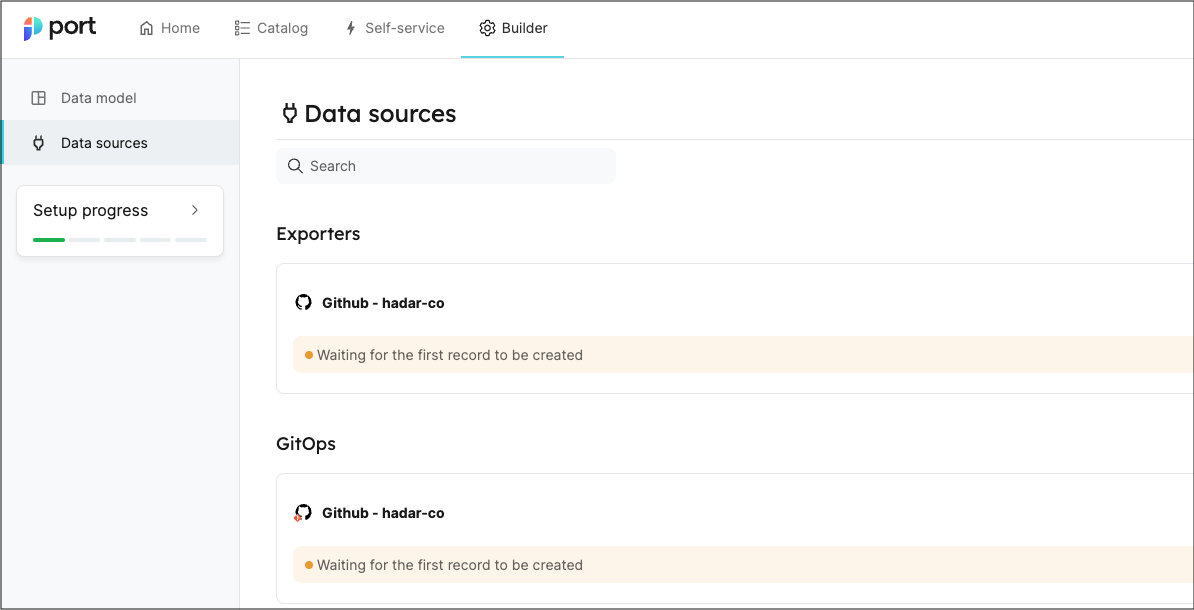 port
Home
Catalog
Self-service
Builder
Data model
Data sources
Setup progress
Data sources
Search
Exporters
Github - hadar-co
Waiting for the first record to be created
GitOps
Github - hadar-co
Waiting for the first record to be created